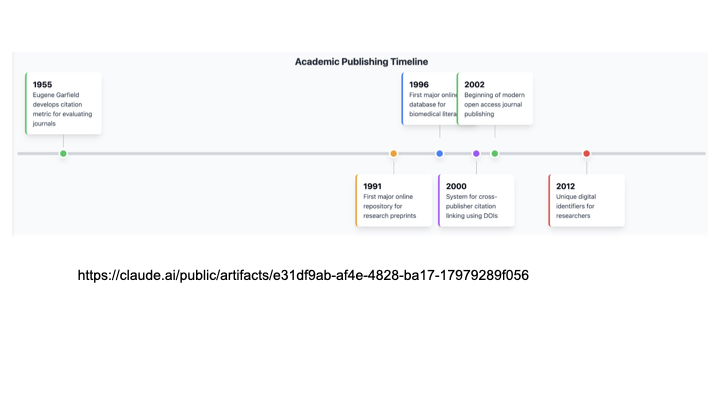 Academic Publishing Timeline
1955
Eugene Garfield
develops citation
metric for evaluating
journals
1996
First major online
database for
biomedical litera
2002
Beginning of modern
open access journal
publishing
1991
First major online
repository for
research preprints
2000
System for cross-
publisher citation
linking using DOIs
2012
Unique digital
identifiers for
researchers
https://claude.ai/public/artifacts/e31df9ab-af4e-4828-ba17-17979289f056